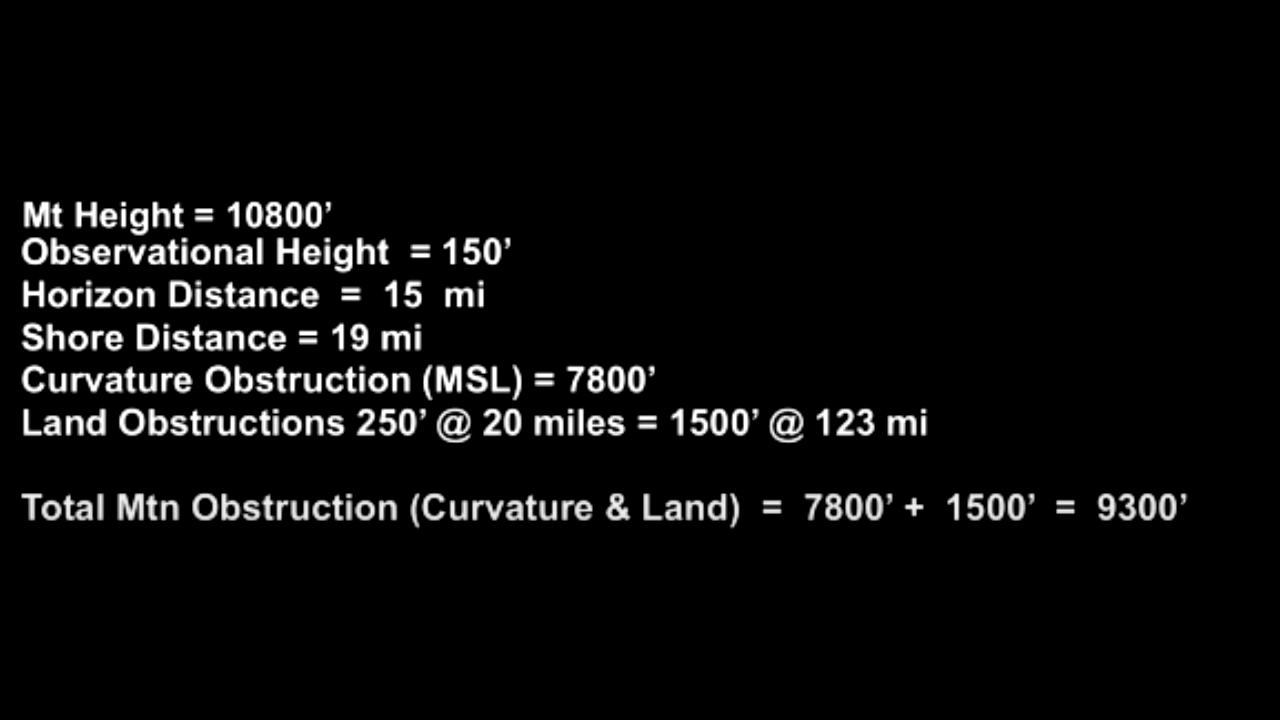 Mt Height = 10800’
Observational Height  = 150’
Horizon Distance  =  15  mi
Shore Distance = 19 mi
Curvature Obstruction (MSL) = 7800’
Land Obstructions 250’ @ 20 miles = 1500’ @ 123 mi
Total Mtn Obstruction (Curvature & Land)  =  7800’ +  1500’  =  9300’